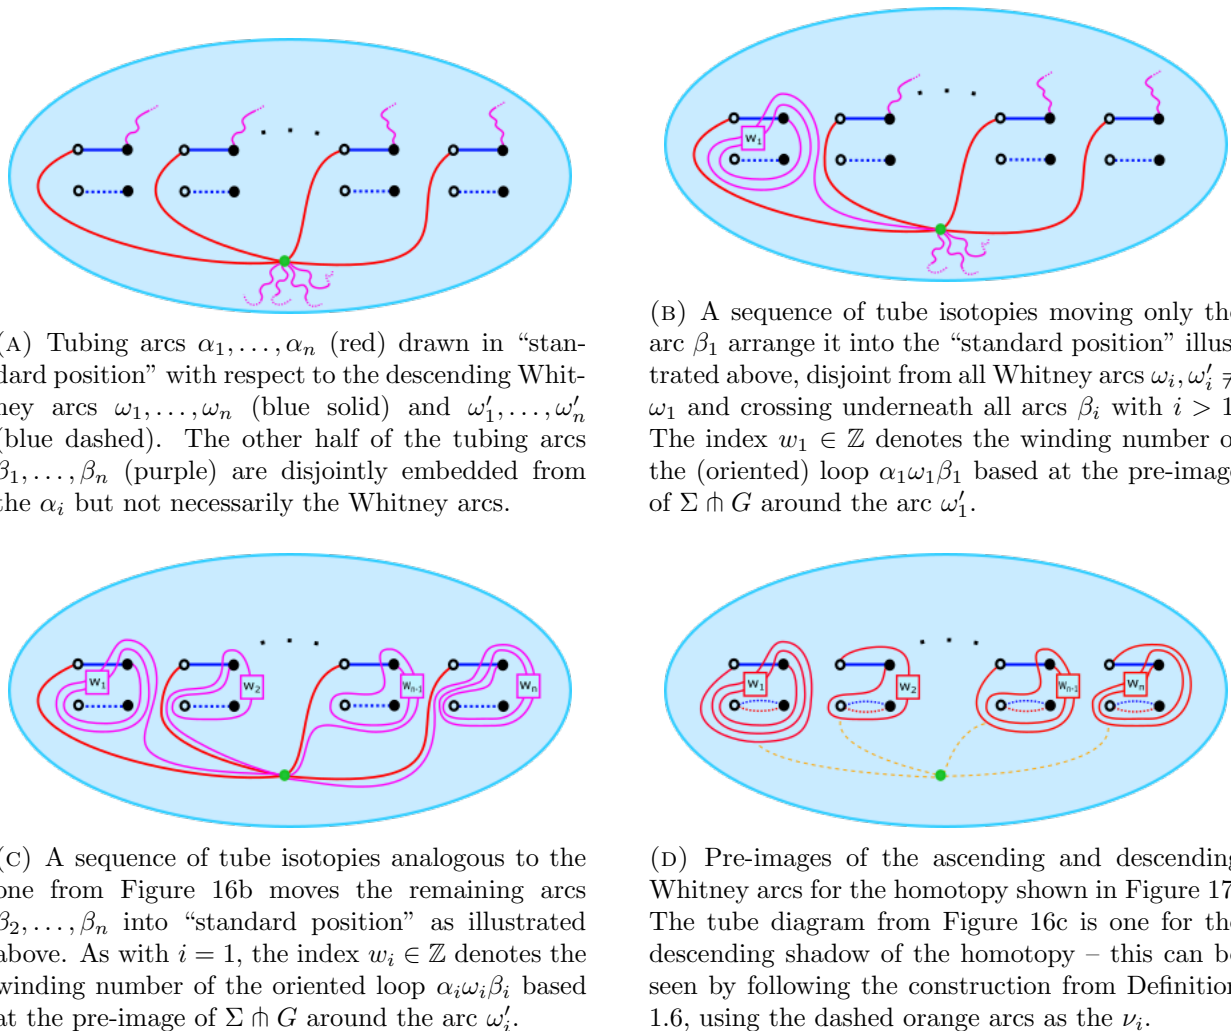 w₁
(A) Tubing arcs α₁, . . . , αₙ (red) drawn in “stan-
dard position” with respect to the descending Whit-
ney arcs ω₁, . . . , ωₙ (blue solid) and ω′₁, . . . , ω′ₙ
(blue dashed). The other half of the tubing arcs
β₁, . . . , βₙ (purple) are disjointly embedded from
the αᵢ but not necessarily the Whitney arcs.
(B) A sequence of tube isotopies moving only the
arc β₁ arrange it into the “standard position” illus-
trated above, disjoint from all Whitney arcs ωᵢ, ω′ᵢ ≠
ω₁ and crossing underneath all arcs βᵢ with i > 1.
The index w₁ ∈ ℤ denotes the winding number of
the (oriented) loop α₁ω₁β₁ based at the pre-image
of Σ ⋔ G around the arc ω′₁.
w₁ w₂ wₙ₋₁ wₙ
w₁ w₂ wₙ₋₁ wₙ
(C) A sequence of tube isotopies analogous to the
one from Figure 16b moves the remaining arcs
β₂, . . . , βₙ into “standard position” as illustrated
above. As with i = 1, the index wᵢ ∈ ℤ denotes the
winding number of the oriented loop αᵢωᵢβᵢ based
at the pre-image of Σ ⋔ G around the arc ω′ᵢ.
(D) Pre-images of the ascending and descending
Whitney arcs for the homotopy shown in Figure 17.
The tube diagram from Figure 16c is one for the
descending shadow of the homotopy – this can be
seen by following the construction from Definition
1.6, using the dashed orange arcs as the νᵢ.